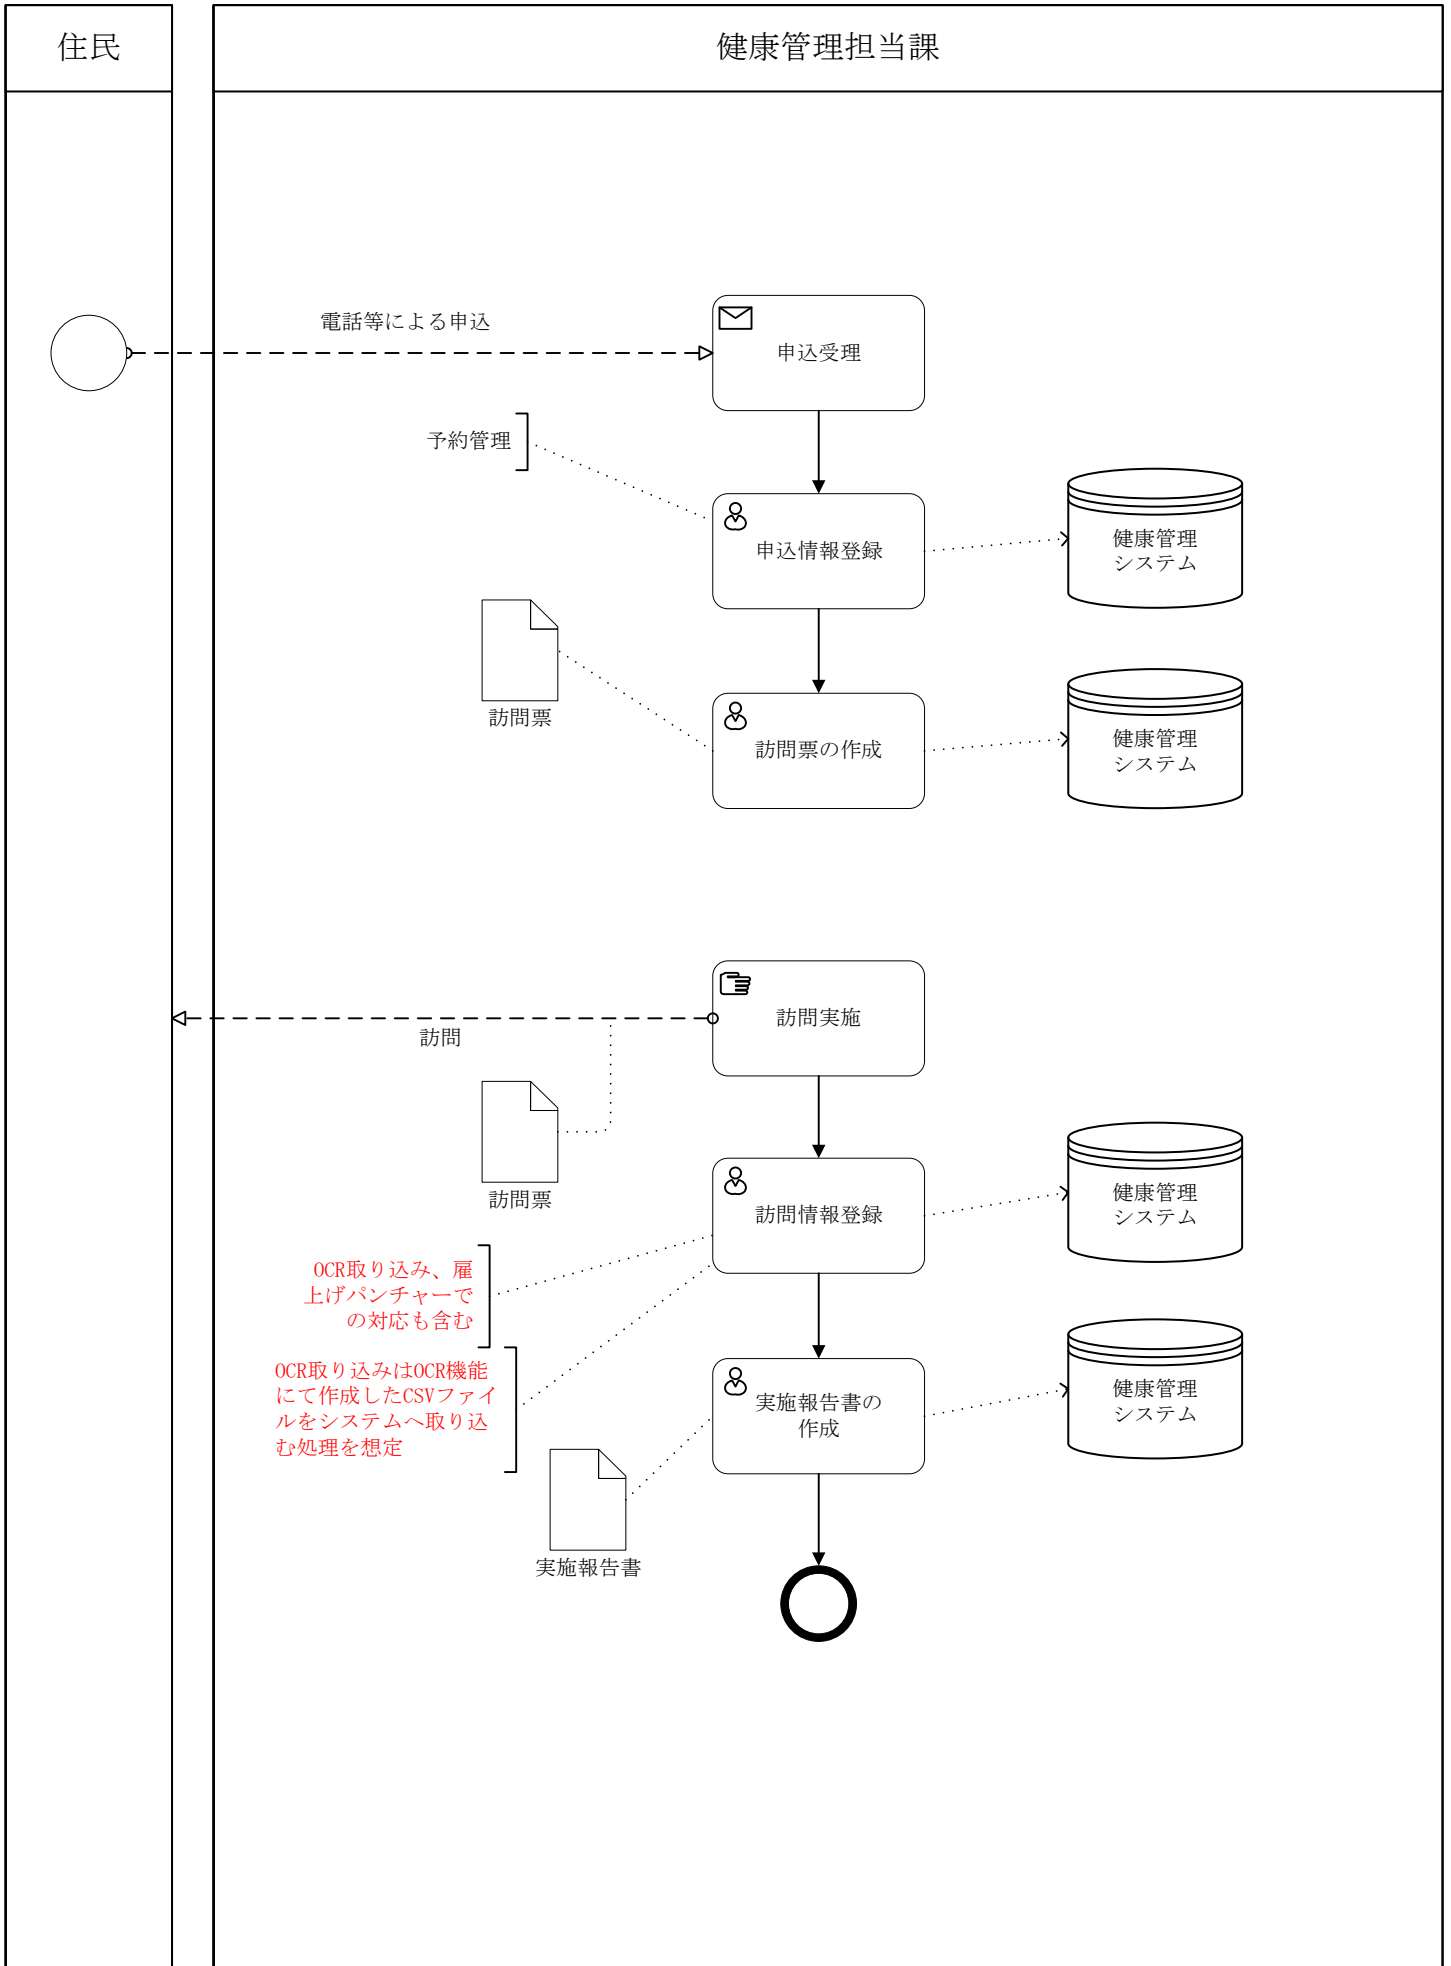 住民
健康管理担当課
電話等による申込
申込受理
予約管理
申込情報登録
健康管理
システム
訪問票
訪問票の作成
健康管理
システム
訪問実施
訪問
訪問票
訪問情報登録
健康管理
システム
OCR取り込み、雇
上げパンチャーで
の対応も含む
OCR取り込みはOCR機能
にて作成したCSVファイ
ルをシステムへ取り込
む処理を想定
実施報告書の
作成
健康管理
システム
実施報告書